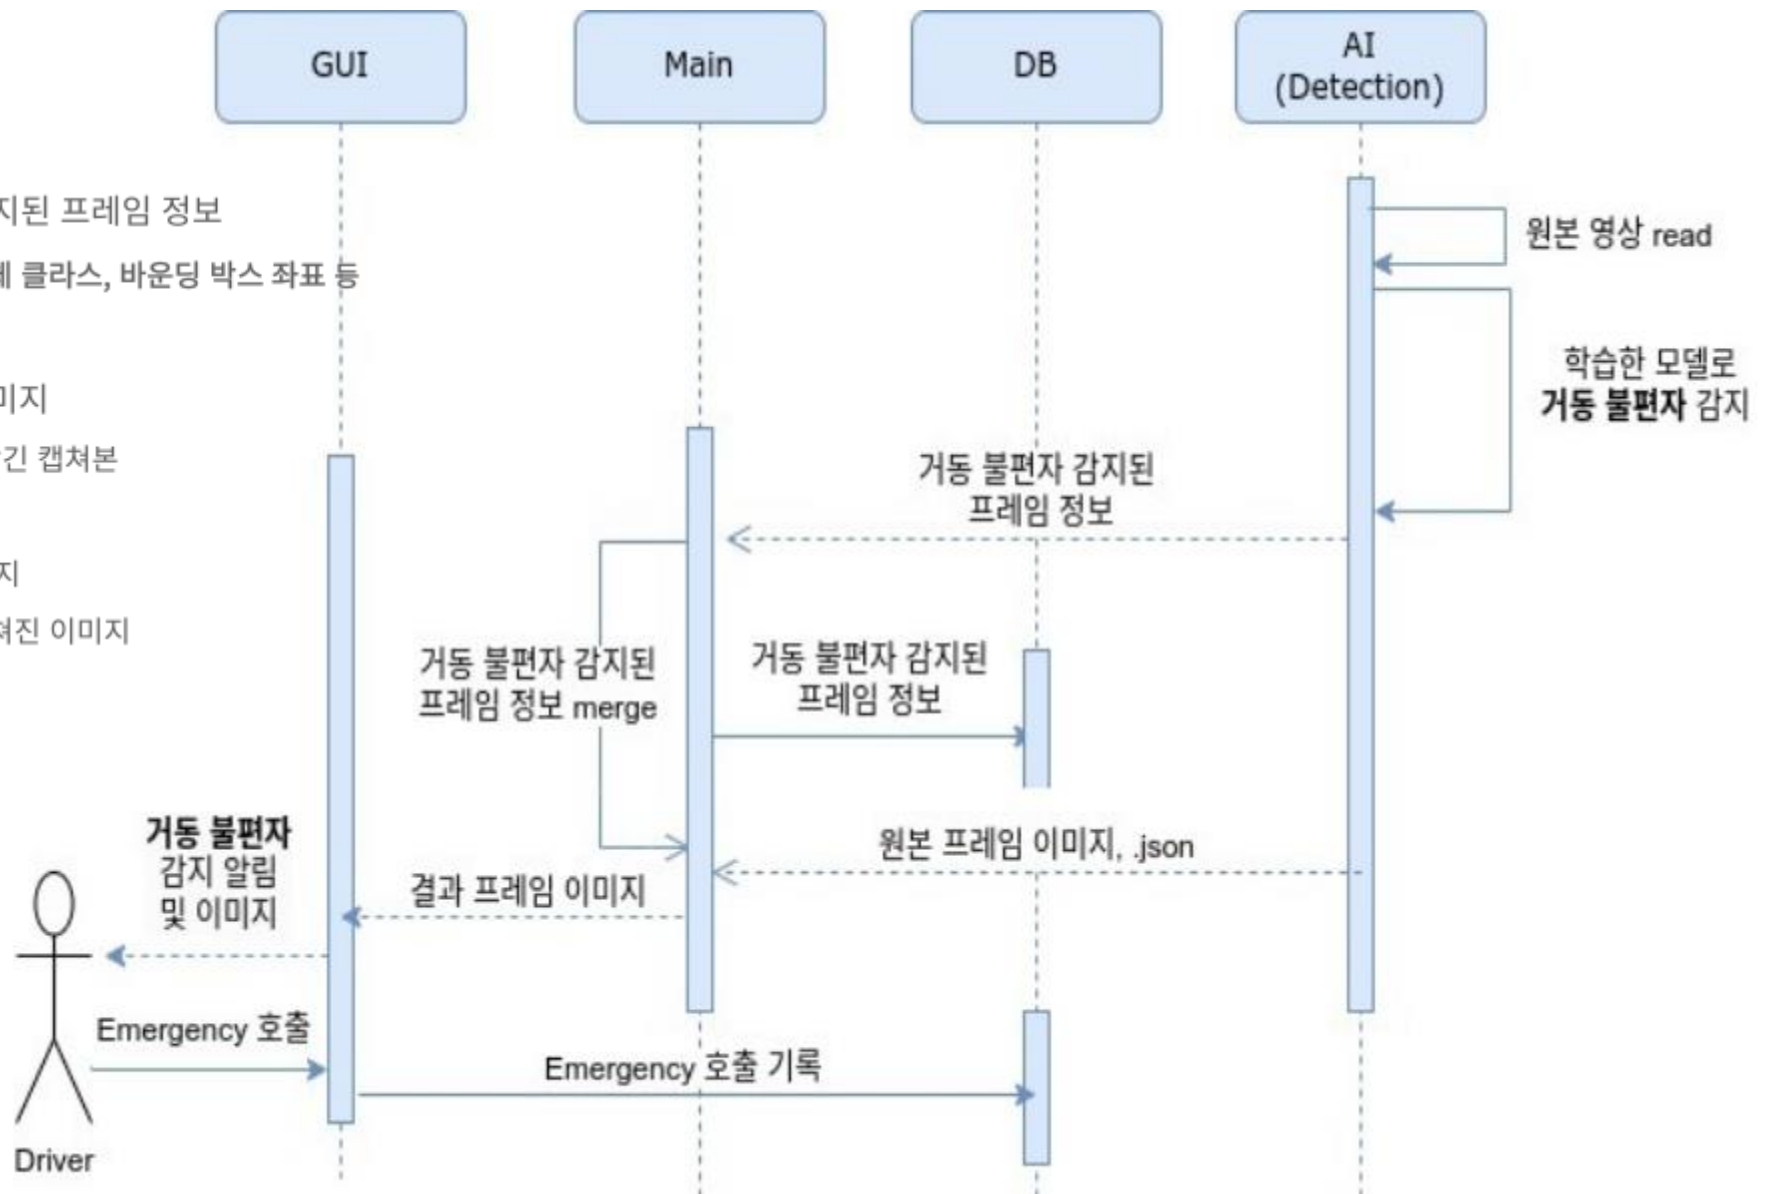 GUI
Main
DB
AI
(Detection)
지된 프레임 정보
클라스, 바운딩 박스 좌표 등
미지
긴 캡쳐본
지
쳐진 이미지
원본 영상 read
학습한 모델로
거동 불편자 감지
거동 불편자 감지된
프레임 정보
거동 불편자 감지된
프레임 정보 merge
거동 불편자 감지된
프레임 정보
원본 프레임 이미지, .json
결과 프레임 이미지
거동 불편자
감지 알림
및 이미지
Emergency 호출
Emergency 호출 기록
Driver